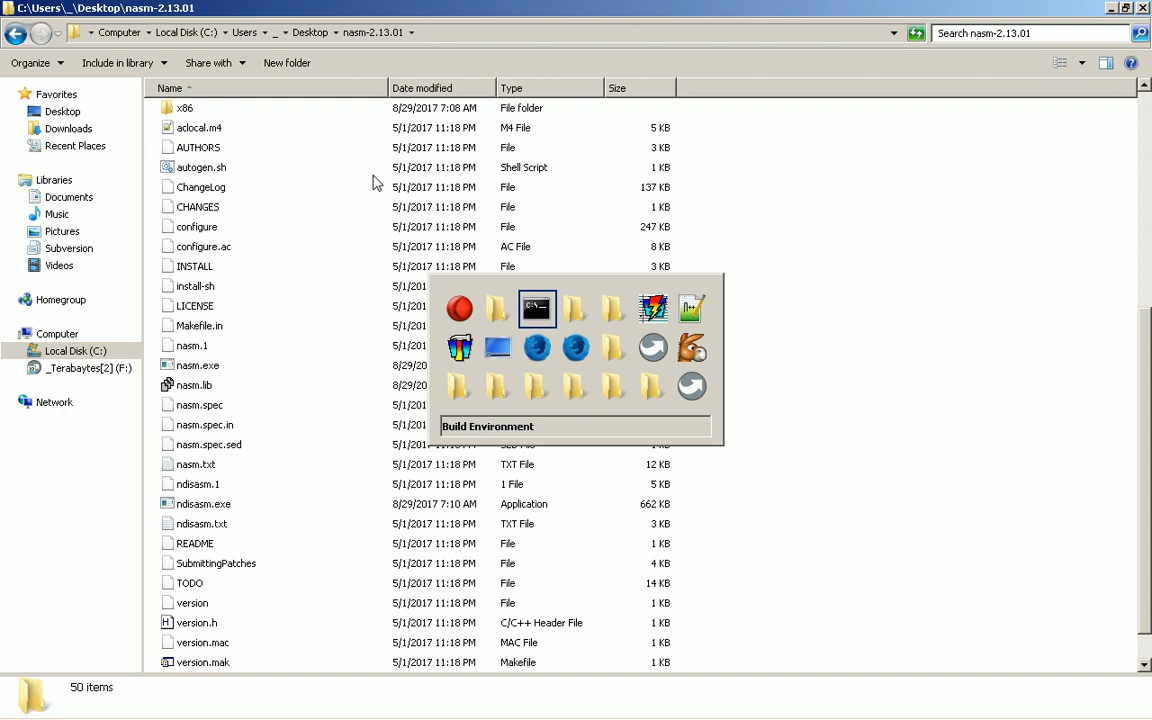 C:\Users\_\Desktop\nasm-2.13.01
Computer Local Disk (C:) Users _ Desktop nasm-2.13.01
Search nasm-2.13.01
Organize Include in library Share with New folder
Name Date modified Type Size
Favorites
Desktop
Downloads
Recent Places
Libraries
Documents
Music
Pictures
Subversion
Videos
Homegroup
Computer
Local Disk (C:)
_Terabaytes[2] (F:)
Network
x86 8/29/2017 7:08 AM File folder
aclocal.m4 5/1/2017 11:18 PM M4 File 5 KB
AUTHORS 5/1/2017 11:18 PM File 3 KB
autogen.sh 5/1/2017 11:18 PM Shell Script 1 KB
ChangeLog 5/1/2017 11:18 PM File 137 KB
CHANGES 5/1/2017 11:18 PM File 1 KB
configure 5/1/2017 11:18 PM File 247 KB
configure.ac 5/1/2017 11:18 PM AC File 8 KB
INSTALL 5/1/2017 11:18 PM File 3 KB
install-sh 5/1/201
LICENSE 5/1/201
Makefile.in 5/1/201
nasm.1 5/1/201
nasm.exe 8/29/20
nasm.lib 8/29/20
nasm.spec 5/1/201
nasm.spec.in 5/1/201
nasm.spec.sed 5/1/201
nasm.txt 5/1/2017 11:18 PM TXT File 12 KB
ndisasm.1 5/1/2017 11:18 PM 1 File 5 KB
ndisasm.exe 8/29/2017 7:10 AM Application 662 KB
ndisasm.txt 5/1/2017 11:18 PM TXT File 3 KB
README 5/1/2017 11:18 PM File 1 KB
SubmittingPatches 5/1/2017 11:18 PM File 4 KB
TODO 5/1/2017 11:18 PM File 14 KB
version 5/1/2017 11:18 PM File 1 KB
version.h 5/1/2017 11:18 PM C/C++ Header File 1 KB
version.mac 5/1/2017 11:18 PM MAC File 1 KB
version.mak 5/1/2017 11:18 PM Makefile 1 KB
C:\_
Build Environment
50 items